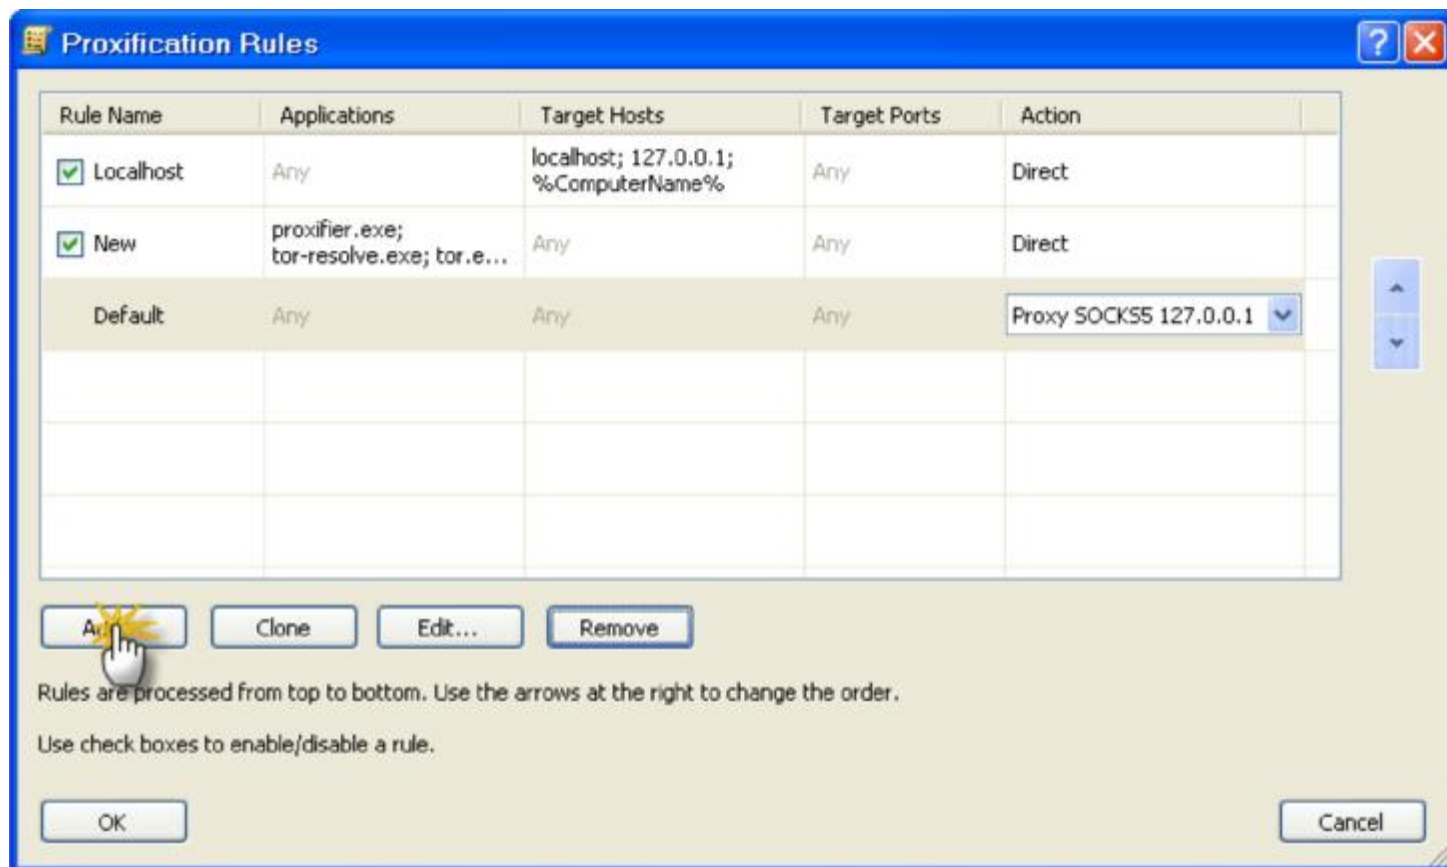 Proxification Rules
Rule Name Applications Target Hosts Target Ports Action
Localhost Any localhost; 127.0.0.1; Any Direct
%ComputerName%
New proxifier.exe; Any Any Direct
tor-resolve.exe; tor.e...
Default Any Any Any Proxy SOCKS5 127.0.0.1
Clone Edit... Remove
Rules are processed from top to bottom. Use the arrows at the right to change the order.
Use check boxes to enable/disable a rule.
OK Cancel